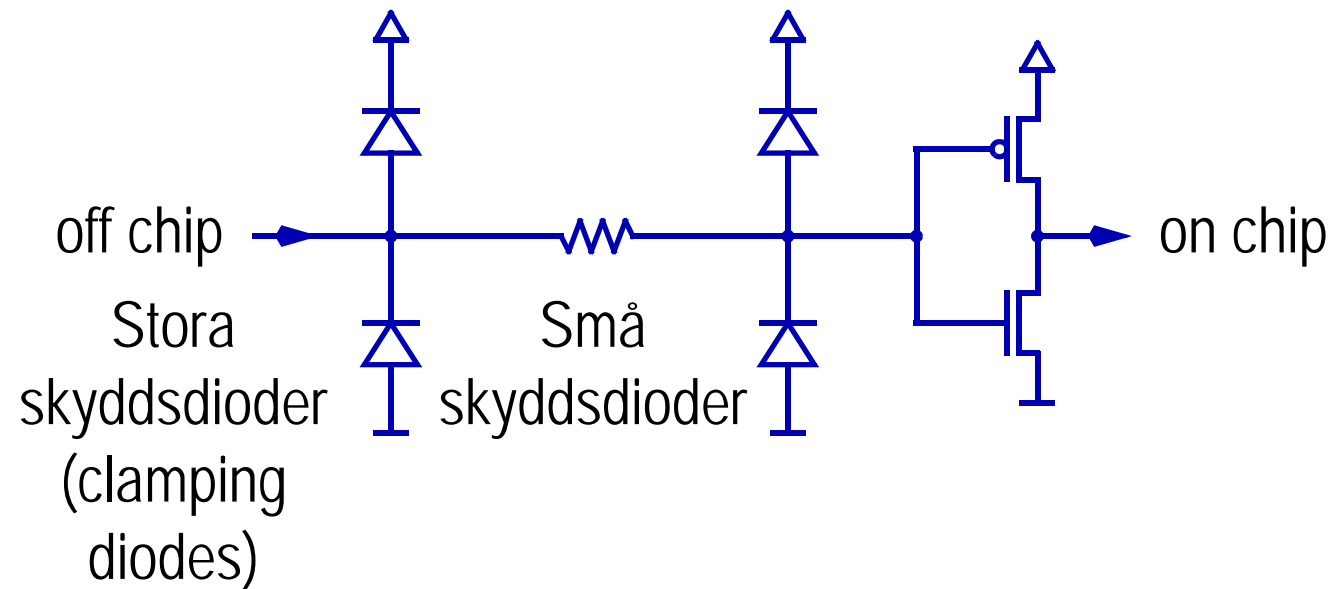 off chip
on chip
Stora
skyddsdioder
(clamping
diodes)
Små
skyddsdioder